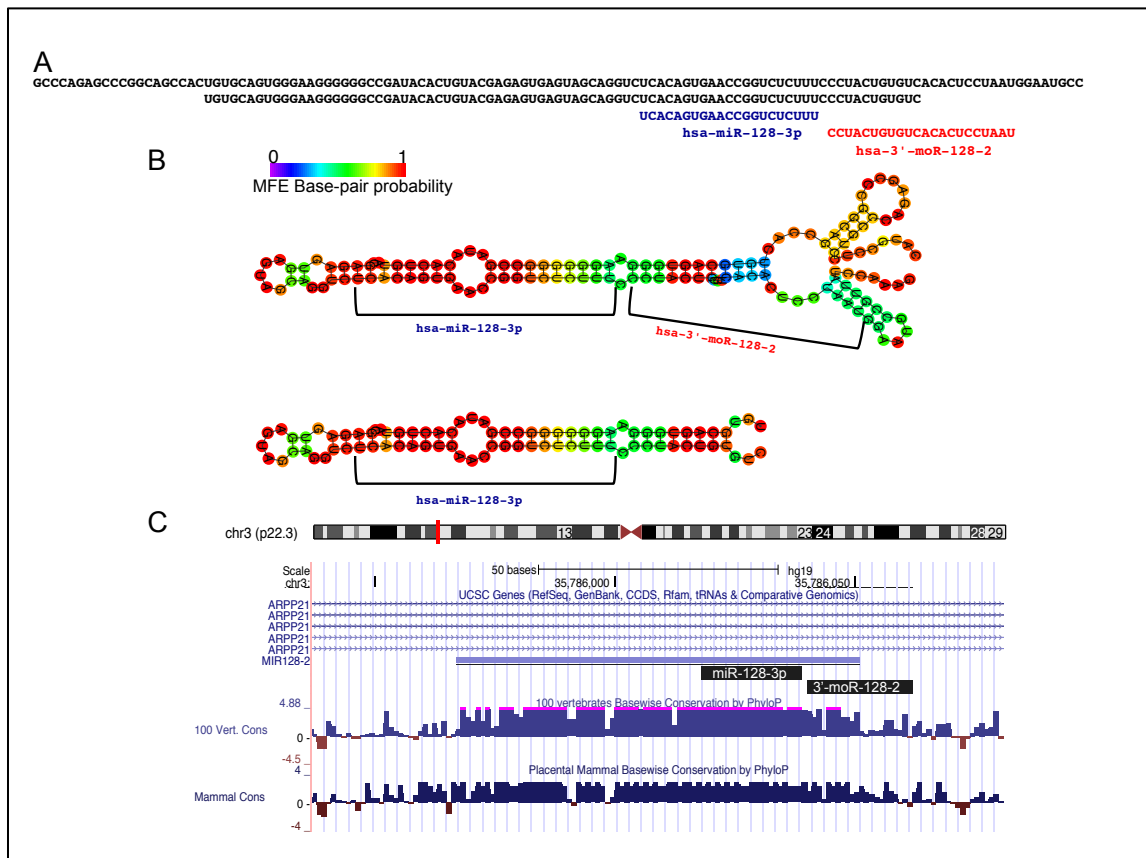 A
GCCCAGAGCCCGGCAGCCACUGUGCAGUGGGAAGGGGGGCCGAUACACUGUACGAGAGUGAGUAGCAGGUCUCACAGUGAACCGGUCUCUUUCCCUACUGUGUCACACUCCUAAUGGAAUGCC
UGUGCAGUGGGAAGGGGGGCCGAUACACUGUACGAGAGUGAGUAGCAGGUCUCACAGUGAACCGGUCUCUUUCCCUACUGUGUC
UCACAGUGAACCGGUCUCUUU
hsa-miR-128-3p CCUACUGUGUCACACUCCUAAU
hsa-3'-moR-128-2
B
0 1
MFE Base-pair probability
hsa-miR-128-3p
hsa-3'-moR-128-2
hsa-miR-128-3p
C
chr3 (p22.3) 13 23 24 28 29
Scale 50 bases hg19
chr3: 35,786,000 35,786,050
UCSC Genes (RefSeq, GenBank, CCDS, Rfam, tRNAs & Comparative Genomics)
ARPP21
ARPP21
ARPP21
ARPP21
ARPP21
MIR128-2
miR-128-3p
3'-moR-128-2
100 vertebrates Basewise Conservation by PhyloP
4.88
100 Vert. Cons
0
-4.5
Placental Mammal Basewise Conservation by PhyloP
4
Mammal Cons
0
-4